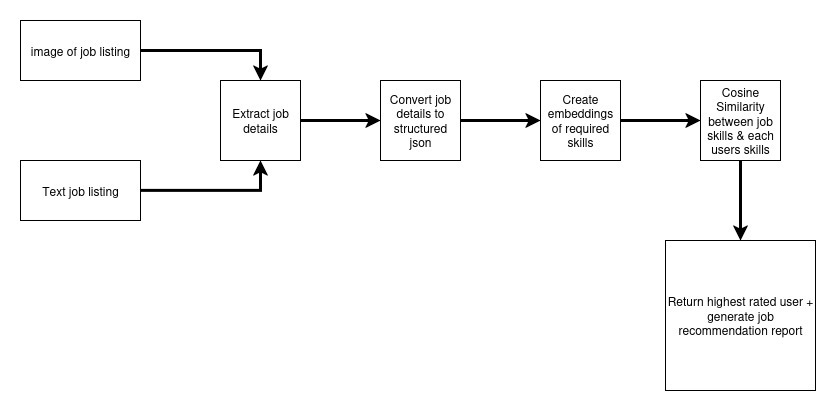 image of job listing
Text job listing
Extract job
details
Convert job
details to
structured
json
Create
embeddings
of required
skills
Cosine
Similarity
between job
skills & each
users skills
Return highest rated user +
generate job
recommendation report